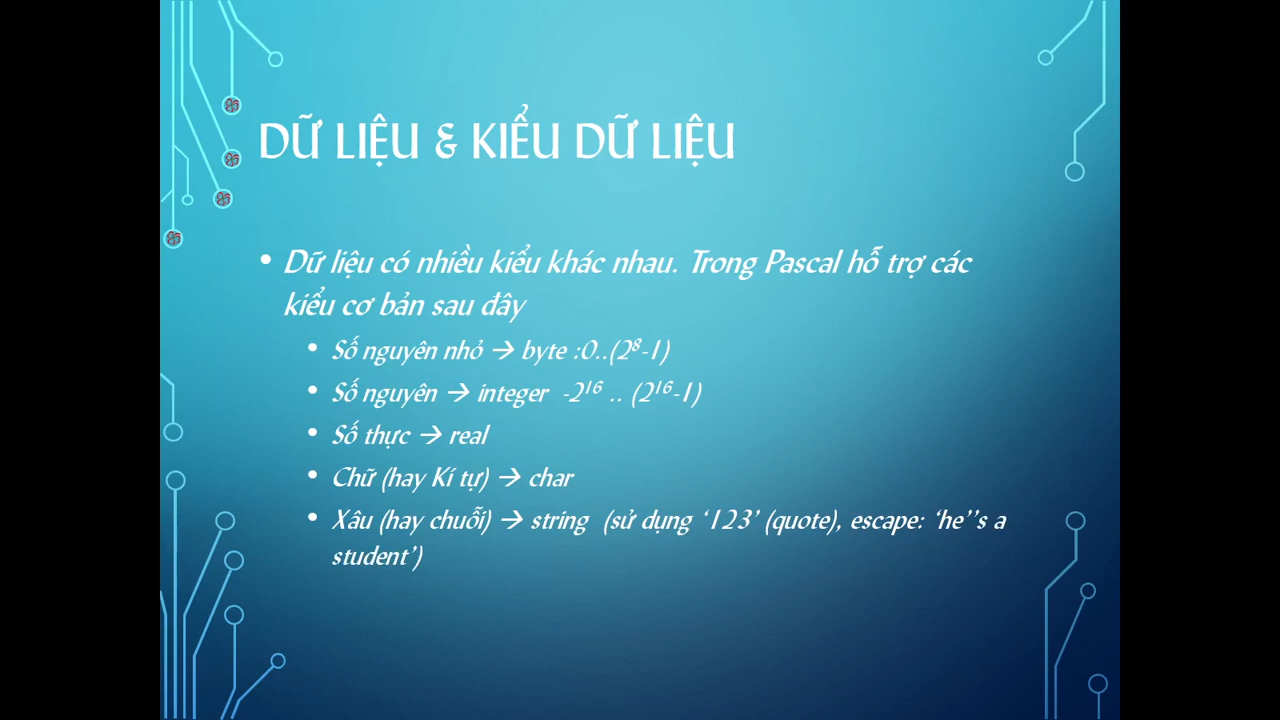 DỮ LIỆU & KIỂU DỮ LIỆU
• Dữ liệu có nhiều kiểu khác nhau. Trong Pascal hỗ trợ các
kiểu cơ bản sau đây
• Số nguyên nhỏ → byte :0..(2⁸-1)
• Số nguyên → integer -2¹⁶ .. (2¹⁶-1)
• Số thực → real
• Chữ (hay Kí tự) → char
• Xâu (hay chuỗi) → string (sử dụng ‘123’ (quote), escape: ‘he’’s a
student’)